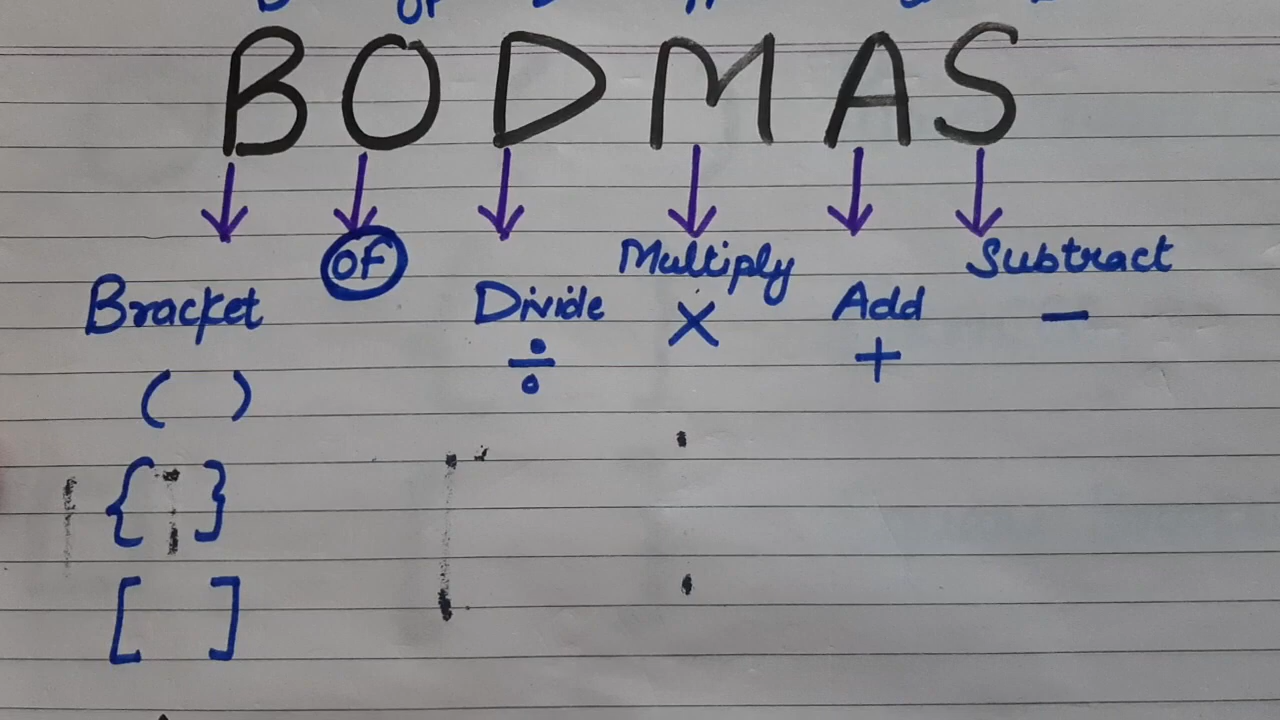 BODMAS
Bracket of Divide Multiply Add Subtract
÷ × + −
( )
{ }
[ ]